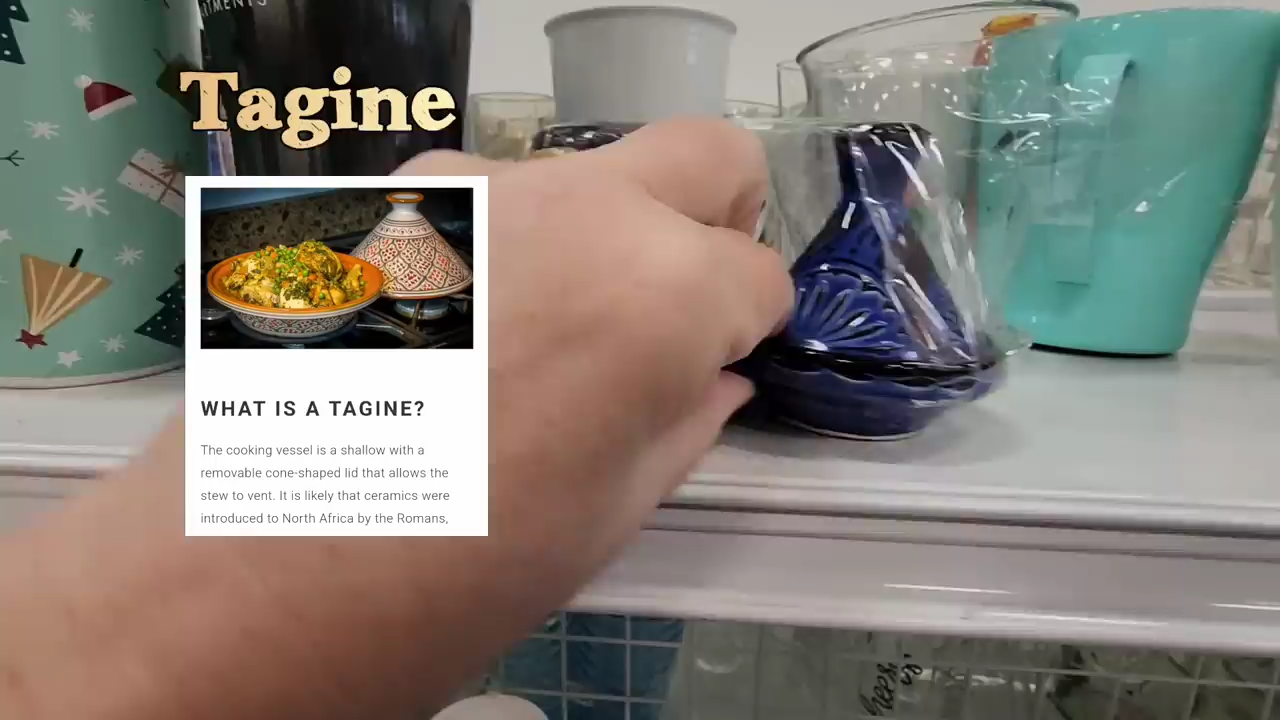 Tagine
WHAT IS A TAGINE?
The cooking vessel is a shallow with a
removable cone-shaped lid that allows the
stew to vent. It is likely that ceramics were
introduced to North Africa by the Romans,